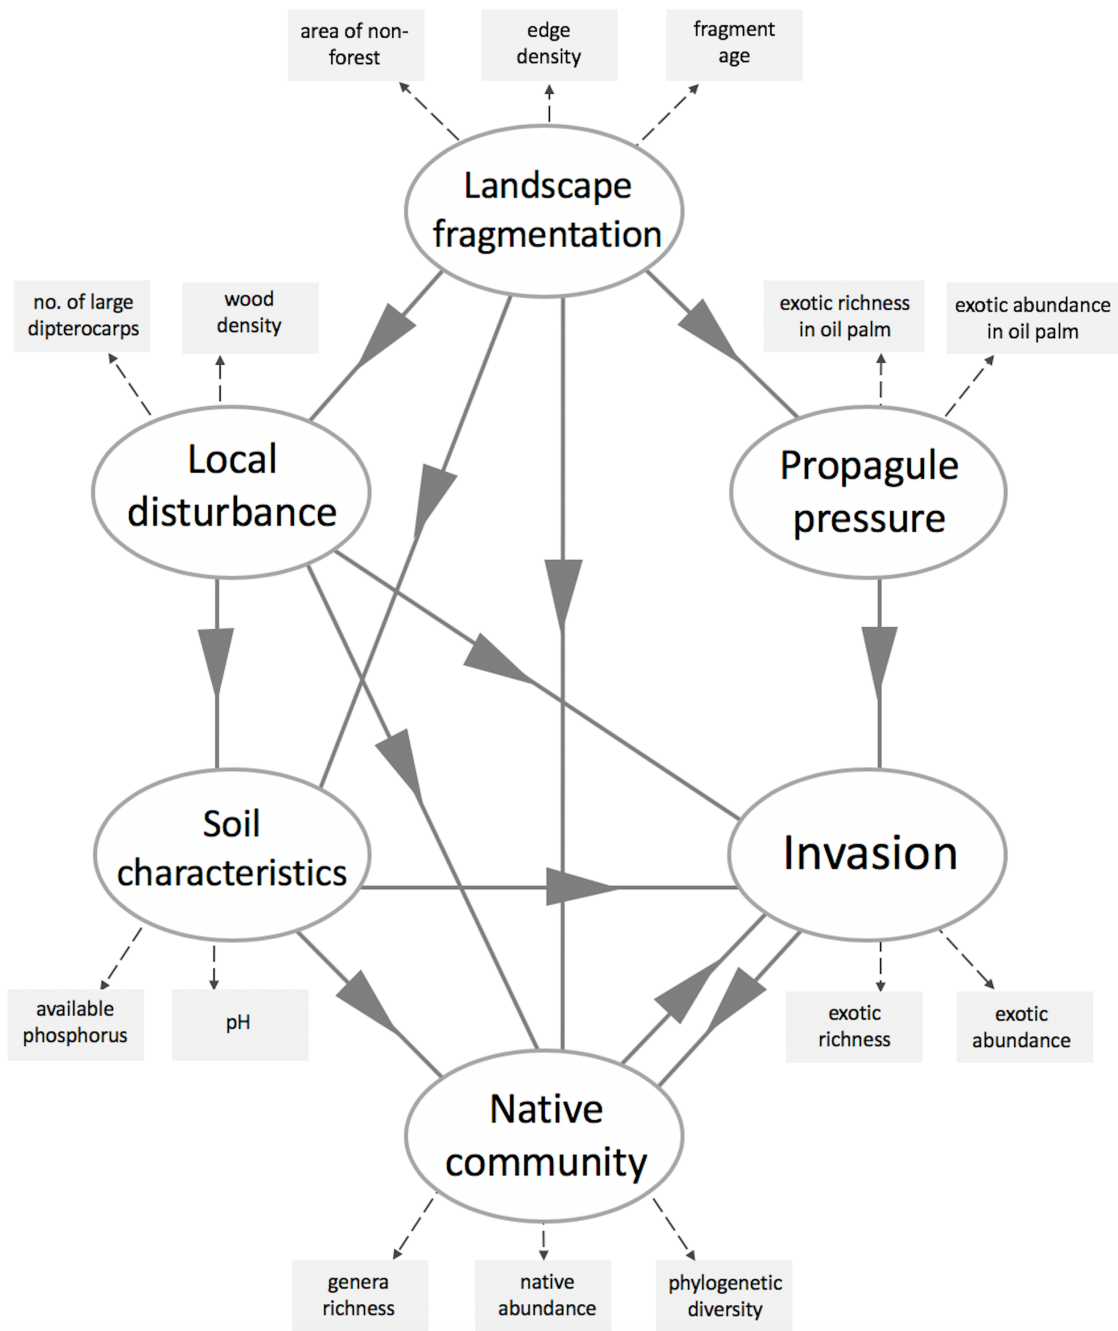 area of non-
forest
edge
density
fragment
age
Landscape
fragmentation
no. of large
dipterocarps
wood
density
exotic richness
in oil palm
exotic abundance
in oil palm
Local
disturbance
Propagule
pressure
Soil
characteristics
Invasion
available
phosphorus
pH
exotic
richness
exotic
abundance
Native
community
genera
richness
native
abundance
phylogenetic
diversity